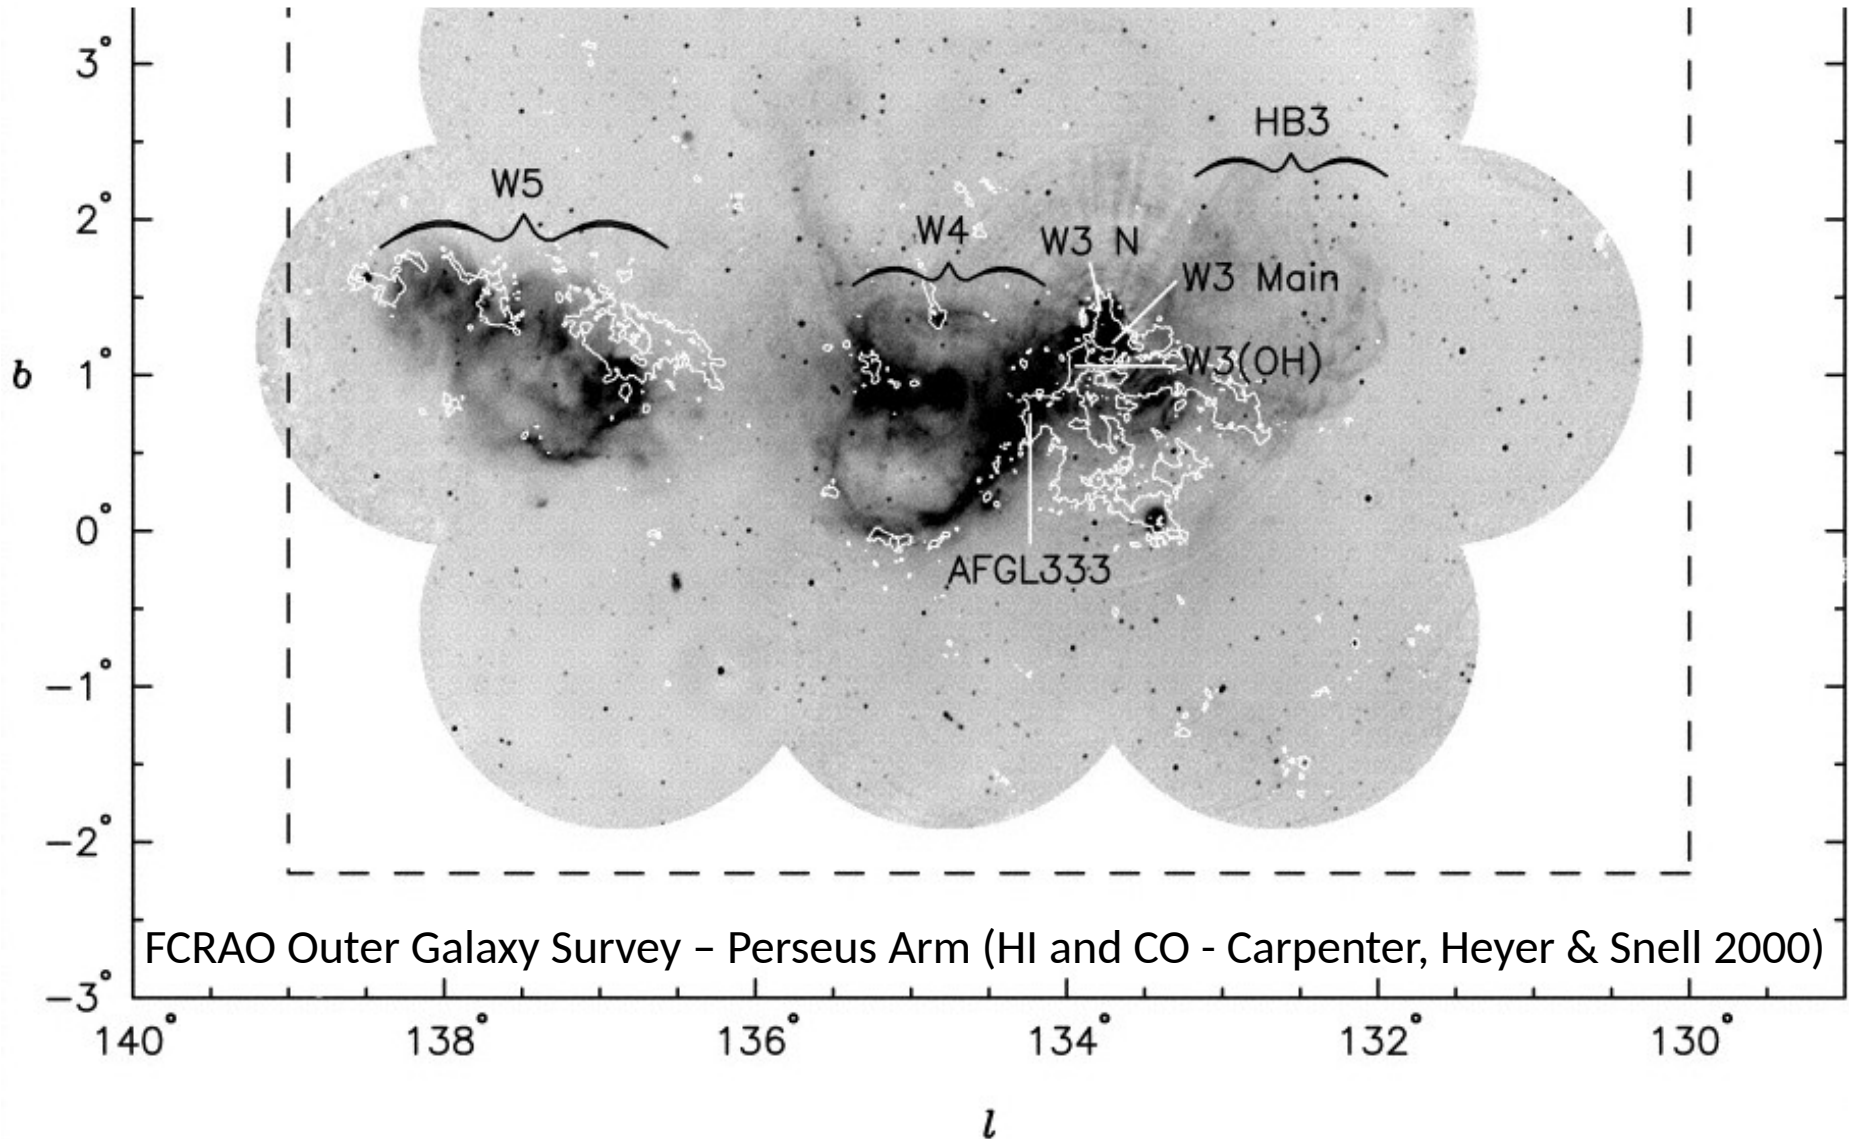 3°
HB3
W5
2°
W4
W3 N
W3 Main
W3(OH)
b
1°
0°
AFGL333
−1°
−2°
FCRAO Outer Galaxy Survey – Perseus Arm (HI and CO - Carpenter, Heyer & Snell 2000)
−3°
140° 138° 136° 134° 132° 130°
l